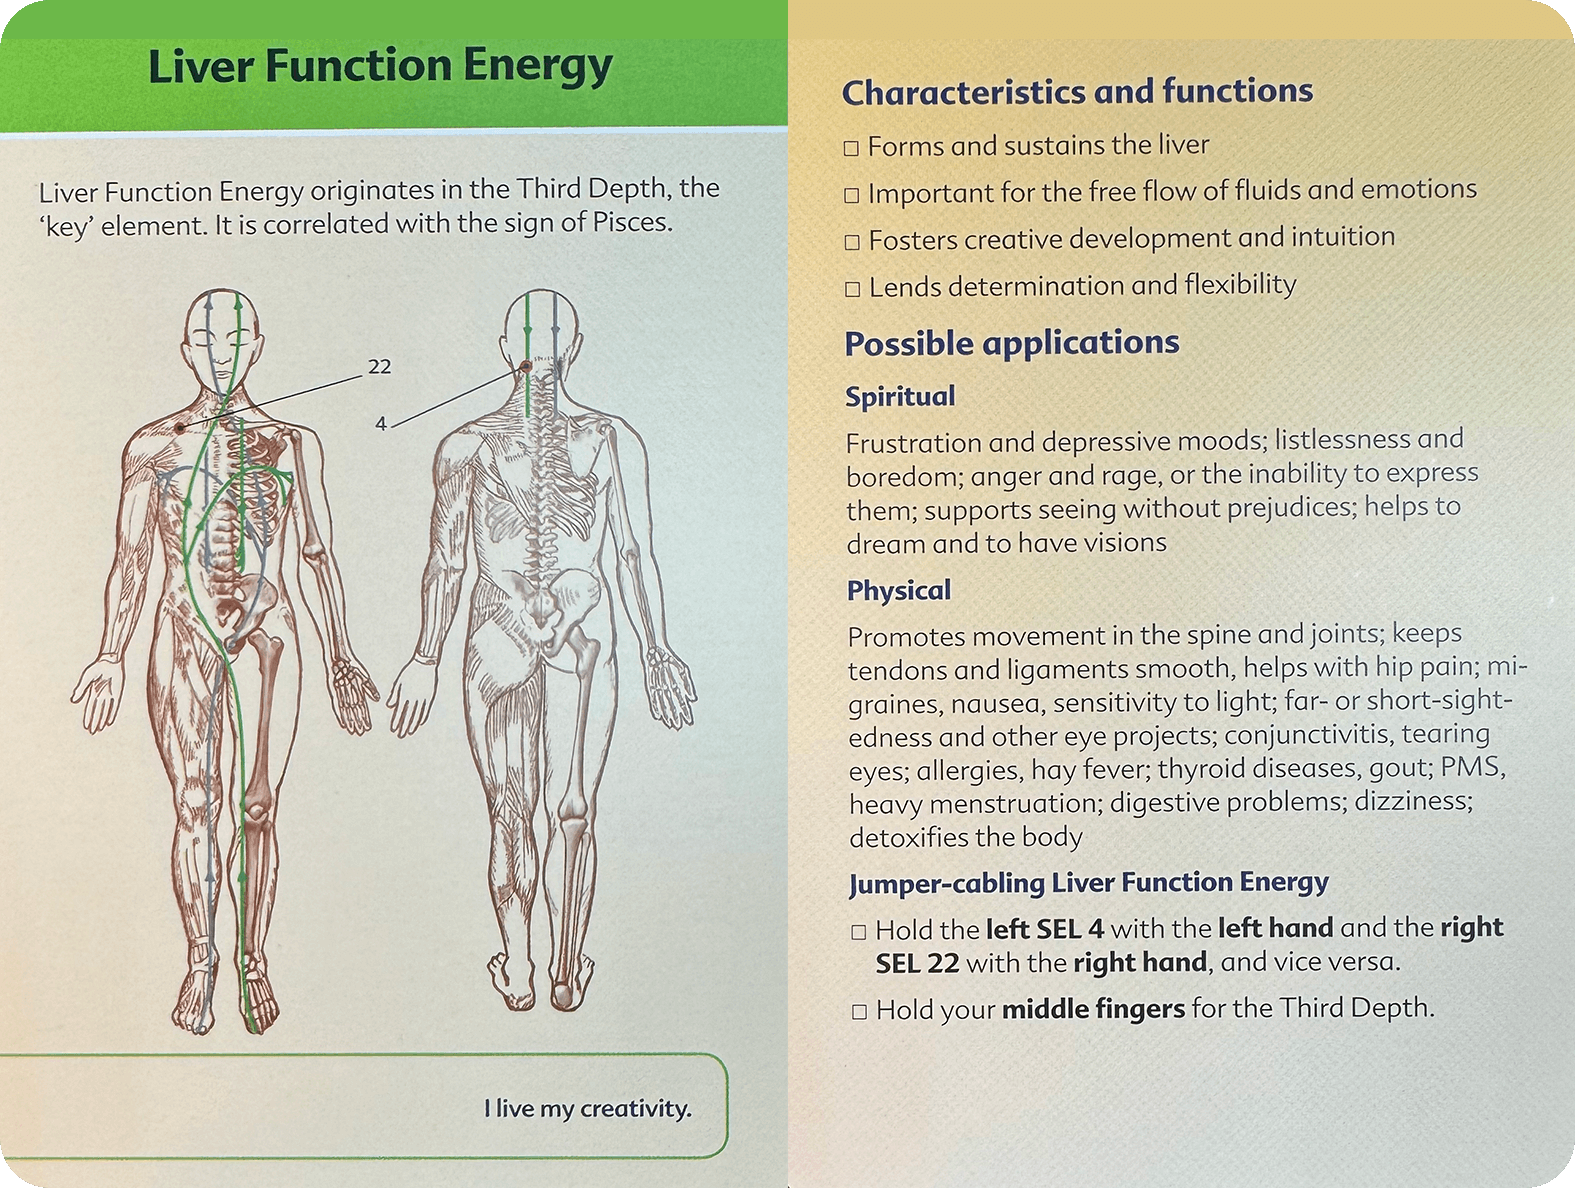 Liver Function Energy
Liver Function Energy originates in the Third Depth, the
‘key’ element. It is correlated with the sign of Pisces.
22
4
I live my creativity.
Characteristics and functions
□ Forms and sustains the liver
□ Important for the free flow of fluids and emotions
□ Fosters creative development and intuition
□ Lends determination and flexibility
Possible applications
Spiritual
Frustration and depressive moods; listlessness and
boredom; anger and rage, or the inability to express
them; supports seeing without prejudices; helps to
dream and to have visions
Physical
Promotes movement in the spine and joints; keeps
tendons and ligaments smooth, helps with hip pain; mi-
graines, nausea, sensitivity to light; far- or short-sight-
edness and other eye projects; conjunctivitis, tearing
eyes; allergies, hay fever; thyroid diseases, gout; PMS,
heavy menstruation; digestive problems; dizziness;
detoxifies the body
Jumper-cabling Liver Function Energy
□ Hold the left SEL 4 with the left hand and the right
SEL 22 with the right hand, and vice versa.
□ Hold your middle fingers for the Third Depth.